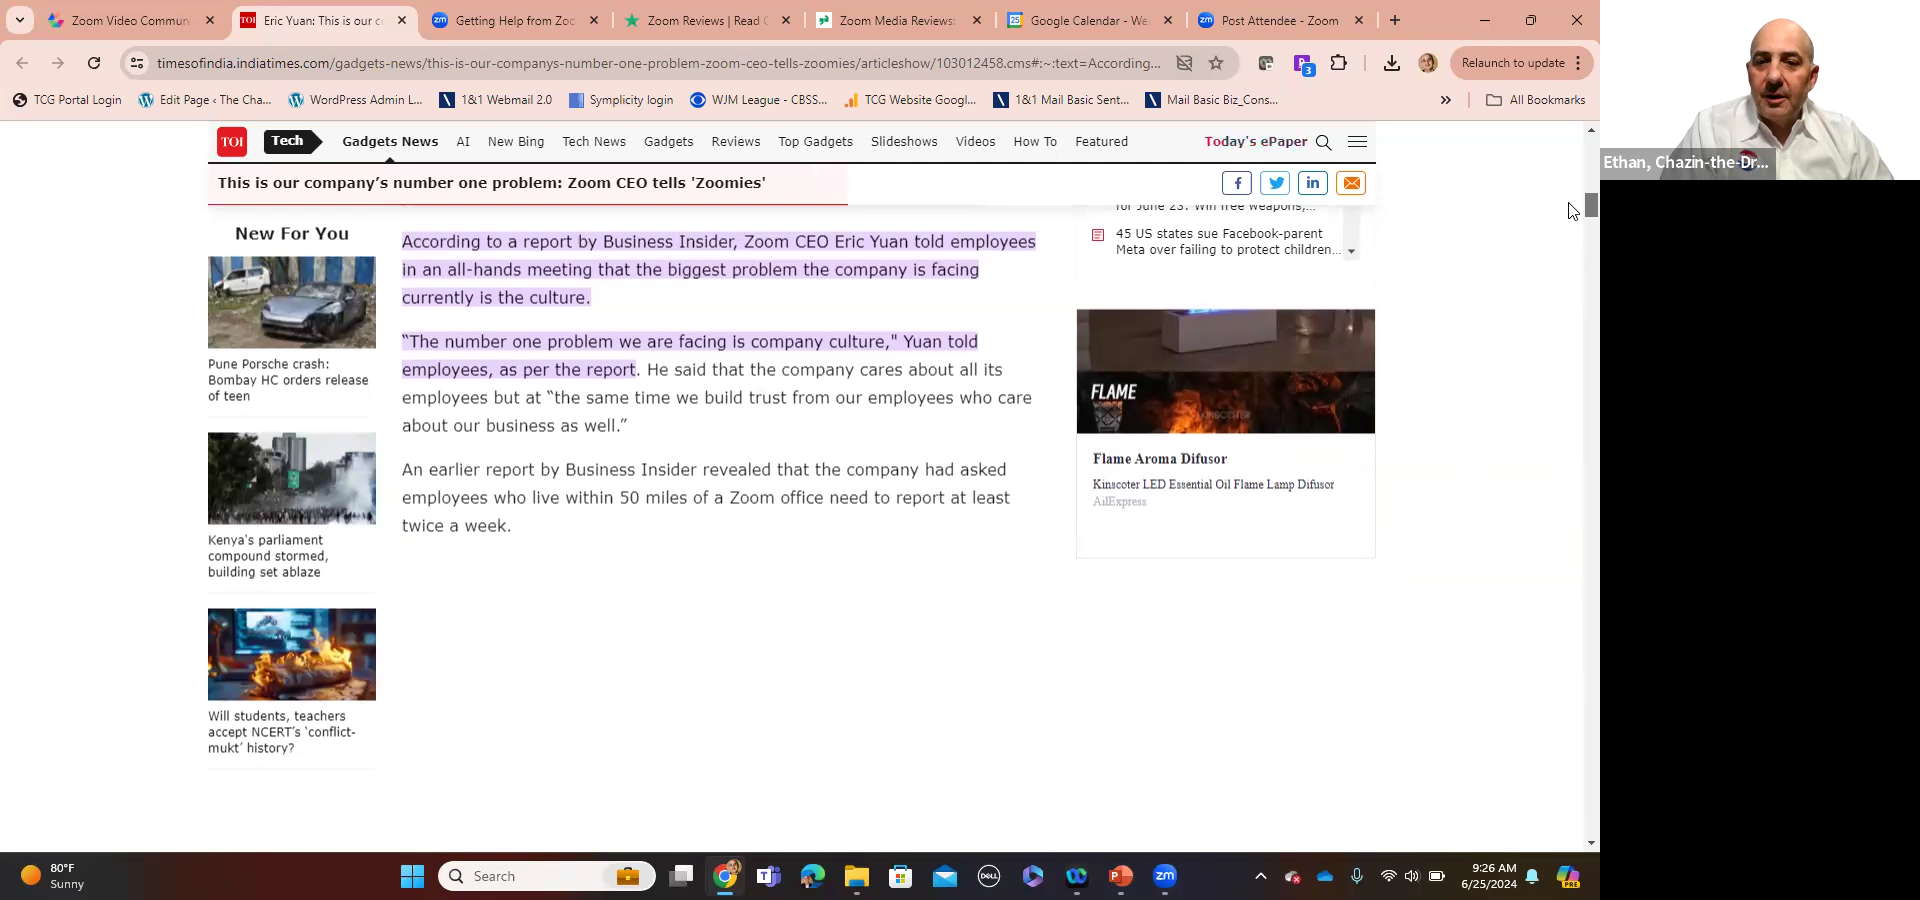 Zoom Video Commun
Eric Yuan: This is our c
Getting Help from Zoo
Zoom Reviews | Read C
Zoom Media Reviews:
Google Calendar - We
Post Attendee - Zoom
timesofindia.indiatimes.com/gadgets-news/this-is-our-companys-number-one-problem-zoom-ceo-tells-zoomies/articleshow/103012458.cms#:~:text=According...
3
Relaunch to update
TCG Portal Login
Edit Page ‹ The Cha...
WordPress Admin L...
1&1 Webmail 2.0
Symplicity login
WJM League - CBSS...
TCG Website Googl...
1&1 Mail Basic Sent...
Mail Basic Biz_Cons...
»
All Bookmarks
TOI Tech Gadgets News AI New Bing Tech News Gadgets Reviews Top Gadgets Slideshows Videos How To Featured Today's ePaper
This is our company's number one problem: Zoom CEO tells 'Zoomies'
New For You
Pune Porsche crash:
Bombay HC orders release
of teen
Kenya's parliament
compound stormed,
building set ablaze
Will students, teachers
accept NCERT's 'conflict-
mukt' history?
According to a report by Business Insider, Zoom CEO Eric Yuan told employees
in an all-hands meeting that the biggest problem the company is facing
currently is the culture.
“The number one problem we are facing is company culture," Yuan told
employees, as per the report. He said that the company cares about all its
employees but at “the same time we build trust from our employees who care
about our business as well.”
An earlier report by Business Insider revealed that the company had asked
employees who live within 50 miles of a Zoom office need to report at least
twice a week.
for June 23: Win free weapons,...
45 US states sue Facebook-parent
Meta over failing to protect children...
FLAME
Flame Aroma Difusor
Kinscoter LED Essential Oil Flame Lamp Difusor
AilExpress
Ethan, Chazin-the-Dr...
80°F
Sunny
Search
DELL
zm
9:26 AM
6/25/2024
PRE